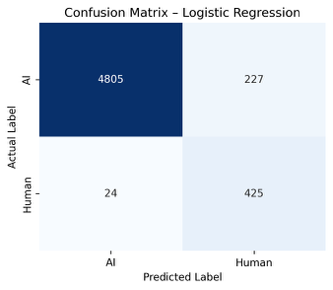 Confusion Matrix – Logistic Regression
Actual Label
AI
4805
227
Human
24
425
AI
Human
Predicted Label